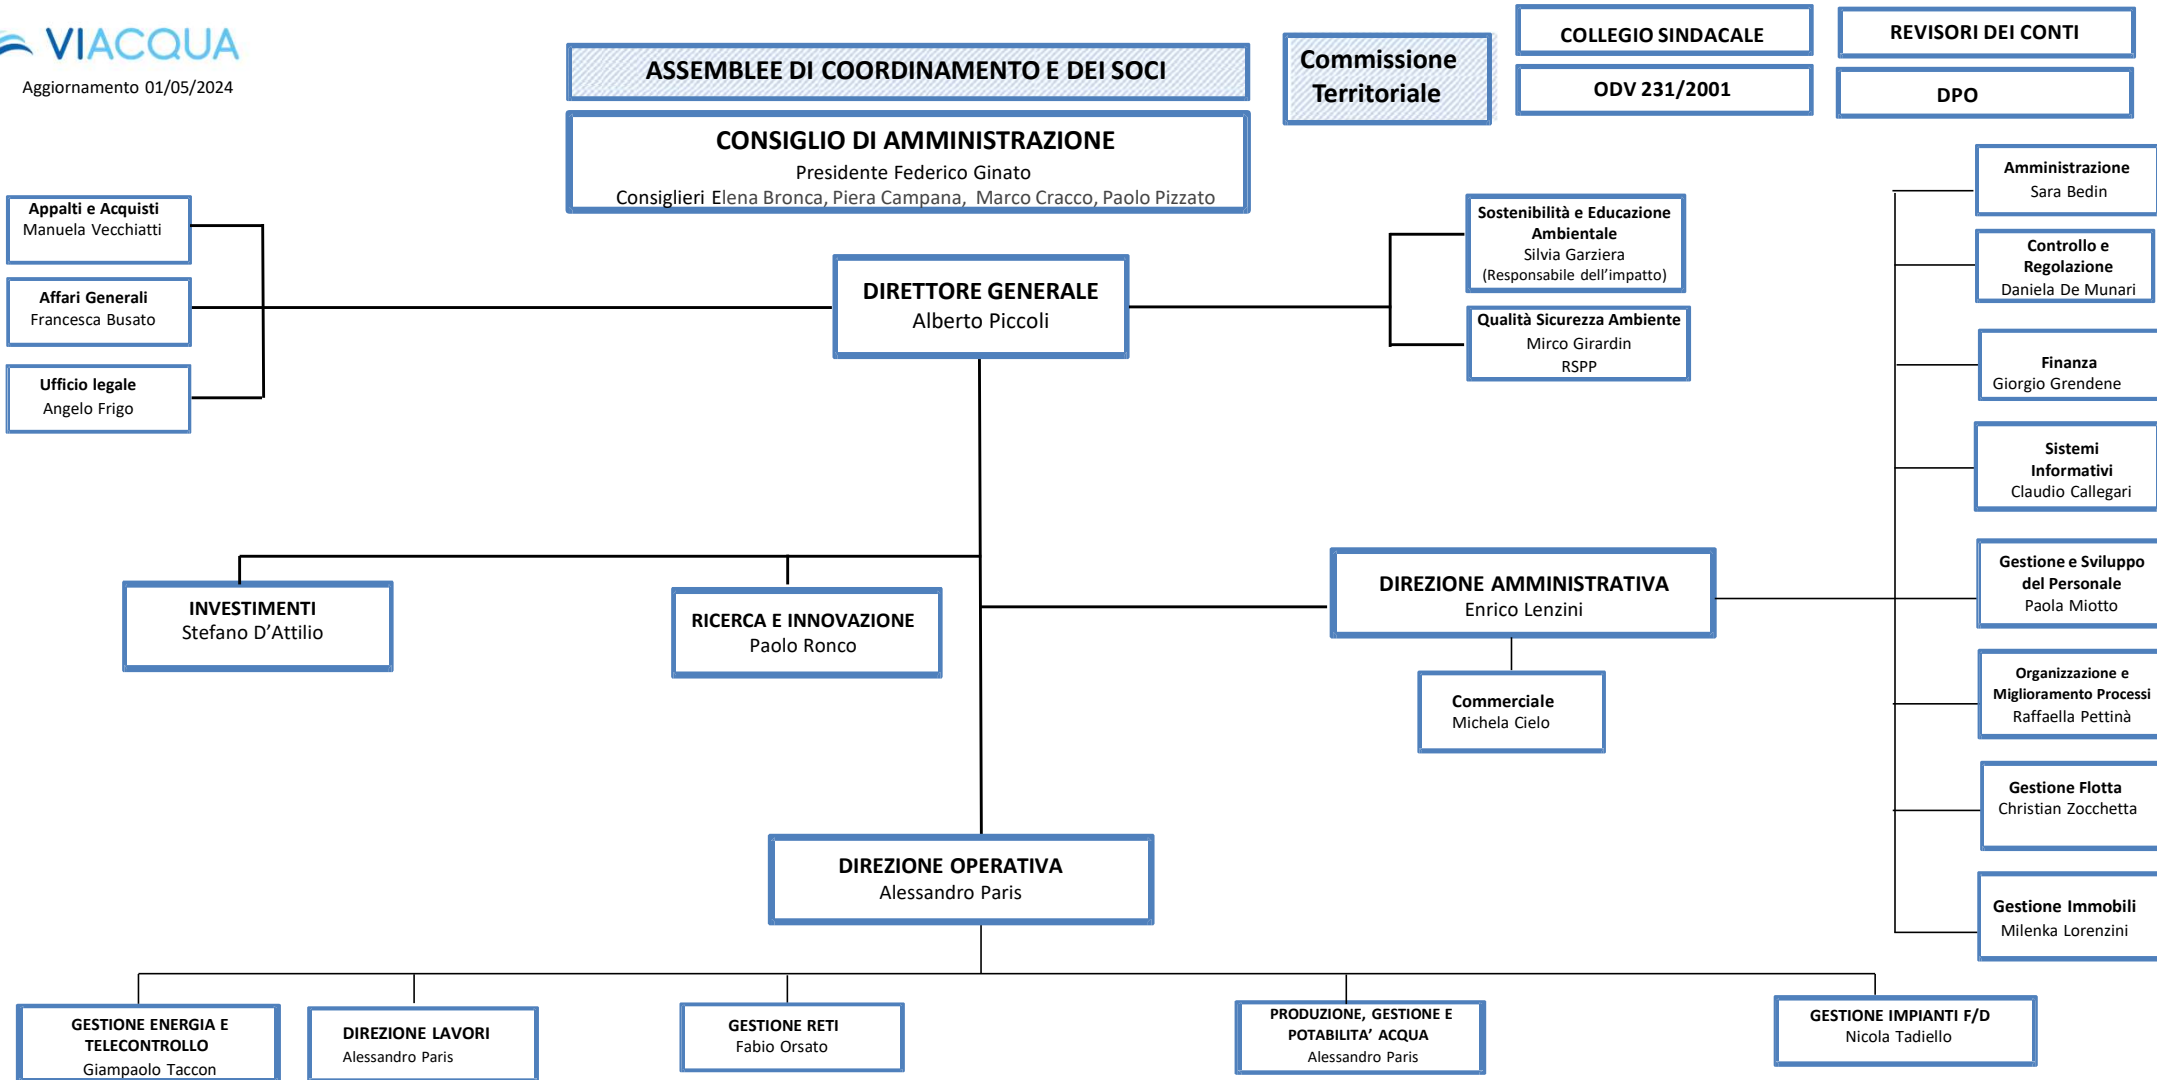 VIACQUA
Aggiornamento 01/05/2024
ASSEMBLEE DI COORDINAMENTO E DEI SOCI
Commissione
Territoriale
COLLEGIO SINDACALE
REVISORI DEI CONTI
ODV 231/2001
DPO
CONSIGLIO DI AMMINISTRAZIONE
Presidente Federico Ginato
Consiglieri Elena Bronca, Piera Campana, Marco Cracco, Paolo Pizzato
Appalti e Acquisti
Manuela Vecchiatti
Affari Generali
Francesca Busato
Ufficio legale
Angelo Frigo
DIRETTORE GENERALE
Alberto Piccoli
Sostenibilità e Educazione
Ambientale
Silvia Garziera
(Responsabile dell'impatto)
Qualità Sicurezza Ambiente
Mirco Girardin
RSPP
Amministrazione
Sara Bedin
Controllo e
Regolazione
Daniela De Munari
Finanza
Giorgio Grendene
Sistemi
Informativi
Claudio Callegari
Gestione e Sviluppo
del Personale
Paola Miotto
Organizzazione e
Miglioramento Processi
Raffaella Pettinà
Gestione Flotta
Christian Zocchetta
Gestione Immobili
Milenka Lorenzini
INVESTIMENTI
Stefano D'Attilio
RICERCA E INNOVAZIONE
Paolo Ronco
DIREZIONE AMMINISTRATIVA
Enrico Lenzini
Commerciale
Michela Cielo
DIREZIONE OPERATIVA
Alessandro Paris
GESTIONE ENERGIA E
TELECONTROLLO
Giampaolo Taccon
DIREZIONE LAVORI
Alessandro Paris
GESTIONE RETI
Fabio Orsato
PRODUZIONE, GESTIONE E
POTABILITA' ACQUA
Alessandro Paris
GESTIONE IMPIANTI F/D
Nicola Tadiello